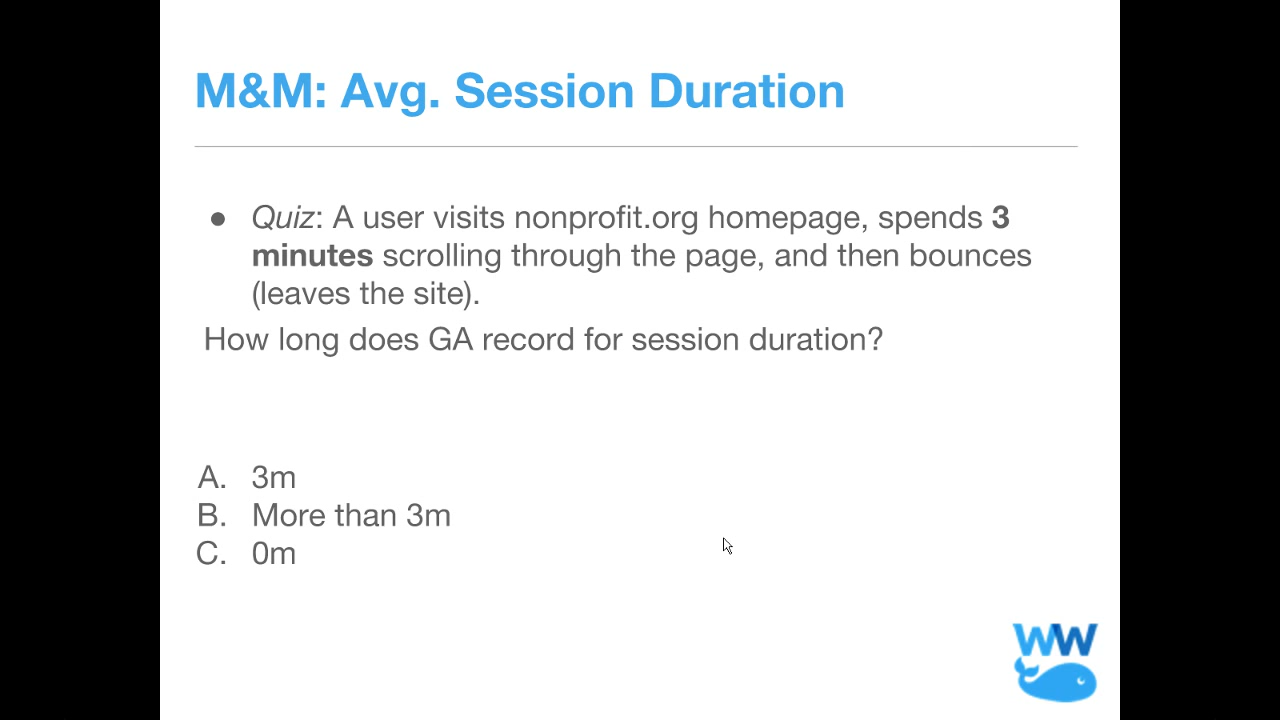 M&M: Avg. Session Duration
● Quiz: A user visits nonprofit.org homepage, spends 3
minutes scrolling through the page, and then bounces
(leaves the site).
How long does GA record for session duration?
A. 3m
B. More than 3m
C. 0m
WW